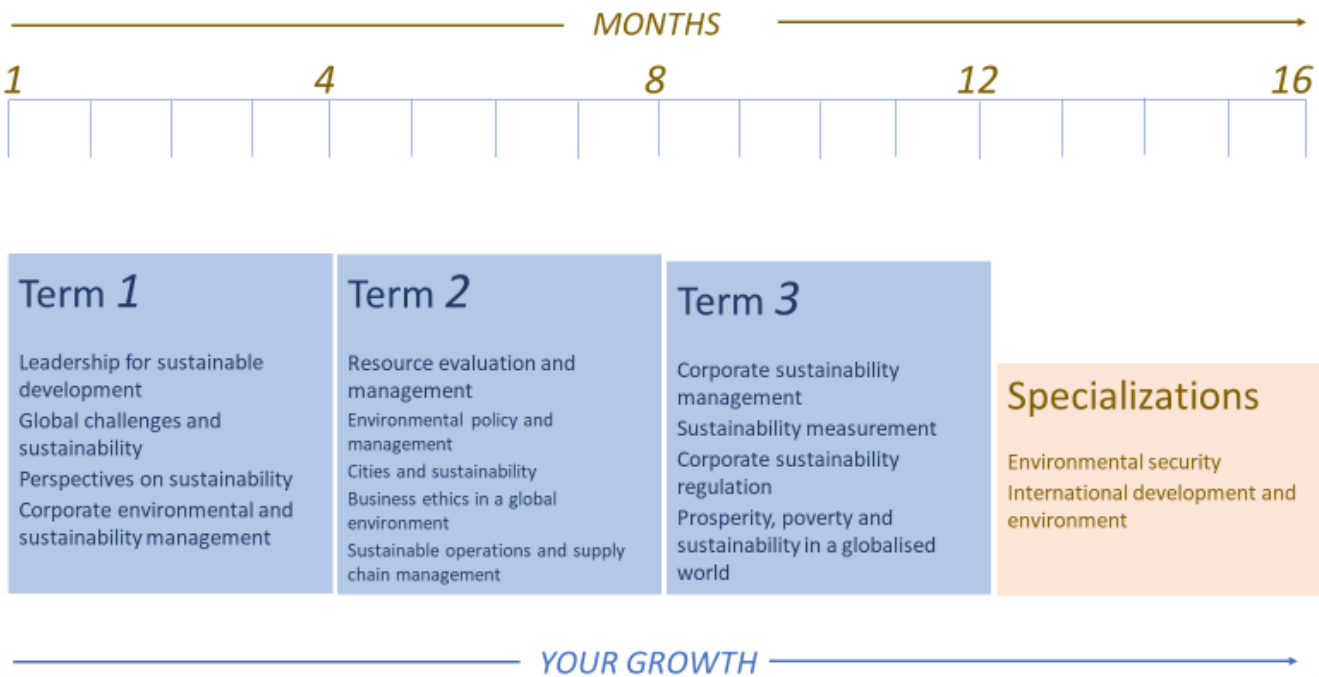 MONTHS
1 4 8 12 16
Term 1
Leadership for sustainable
development
Global challenges and
sustainability
Perspectives on sustainability
Corporate environmental and
sustainability management
Term 2
Resource evaluation and
management
Environmental policy and
management
Cities and sustainability
Business ethics in a global
environment
Sustainable operations and supply
chain management
Term 3
Corporate sustainability
management
Sustainability measurement
Corporate sustainability
regulation
Prosperity, poverty and
sustainability in a globalised
world
Specializations
Environmental security
International development and
environment
YOUR GROWTH